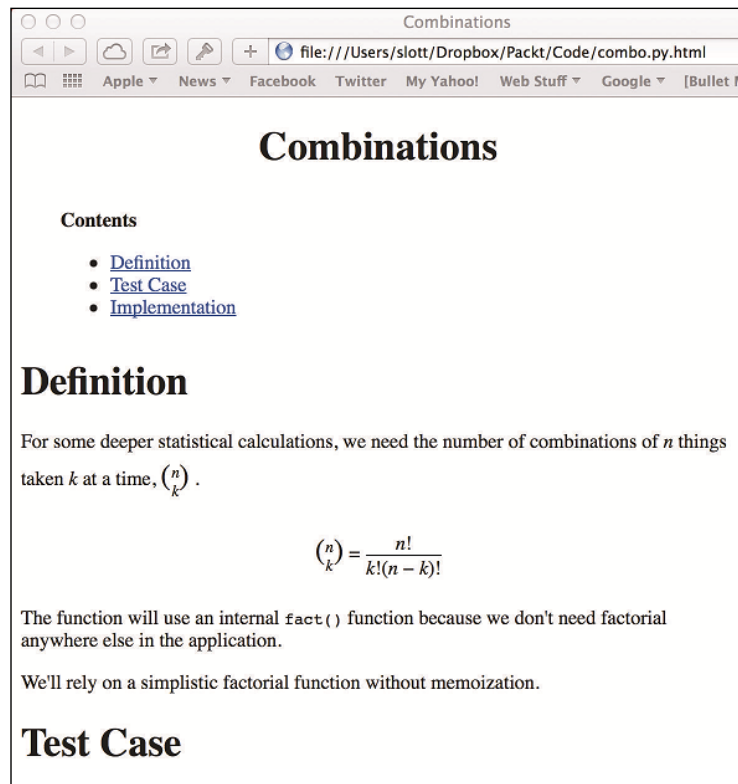 Combinations
file:///Users/slott/Dropbox/Packt/Code/combo.py.html
Apple ▾ News ▾ Facebook Twitter My Yahoo! Web Stuff ▾ Google ▾ [Bullet
Combinations
Contents
• Definition
• Test Case
• Implementation
Definition
For some deeper statistical calculations, we need the number of combinations of n things
taken k at a time, (n k) .
(n k) = n! / k!(n − k)!
The function will use an internal fact() function because we don't need factorial
anywhere else in the application.
We'll rely on a simplistic factorial function without memoization.
Test Case